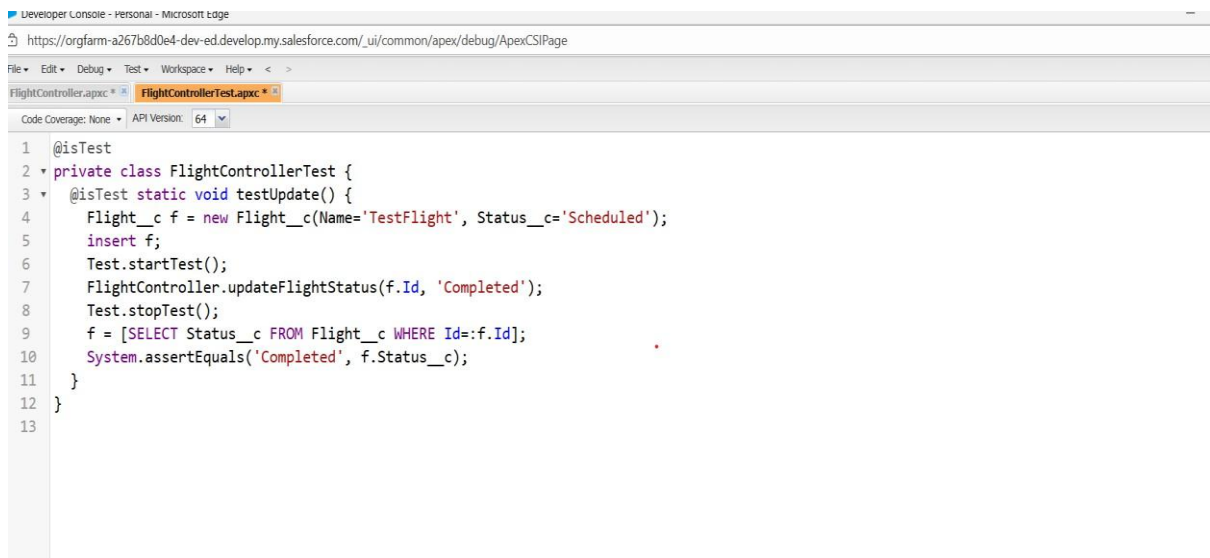 Developer Console - Personal - Microsoft Edge
https://orgfarm-a267b8d0e4-dev-ed.develop.my.salesforce.com/_ui/common/apex/debug/ApexCSIPage
File Edit Debug Test Workspace Help < >
FlightController.apxc * FlightControllerTest.apxc *
Code Coverage: None API Version: 64
1 @isTest
2 private class FlightControllerTest {
3 @isTest static void testUpdate() {
4 Flight__c f = new Flight__c(Name='TestFlight', Status__c='Scheduled');
5 insert f;
6 Test.startTest();
7 FlightController.updateFlightStatus(f.Id, 'Completed');
8 Test.stopTest();
9 f = [SELECT Status__c FROM Flight__c WHERE Id=:f.Id];
10 System.assertEquals('Completed', f.Status__c);
11 }
12 }
13